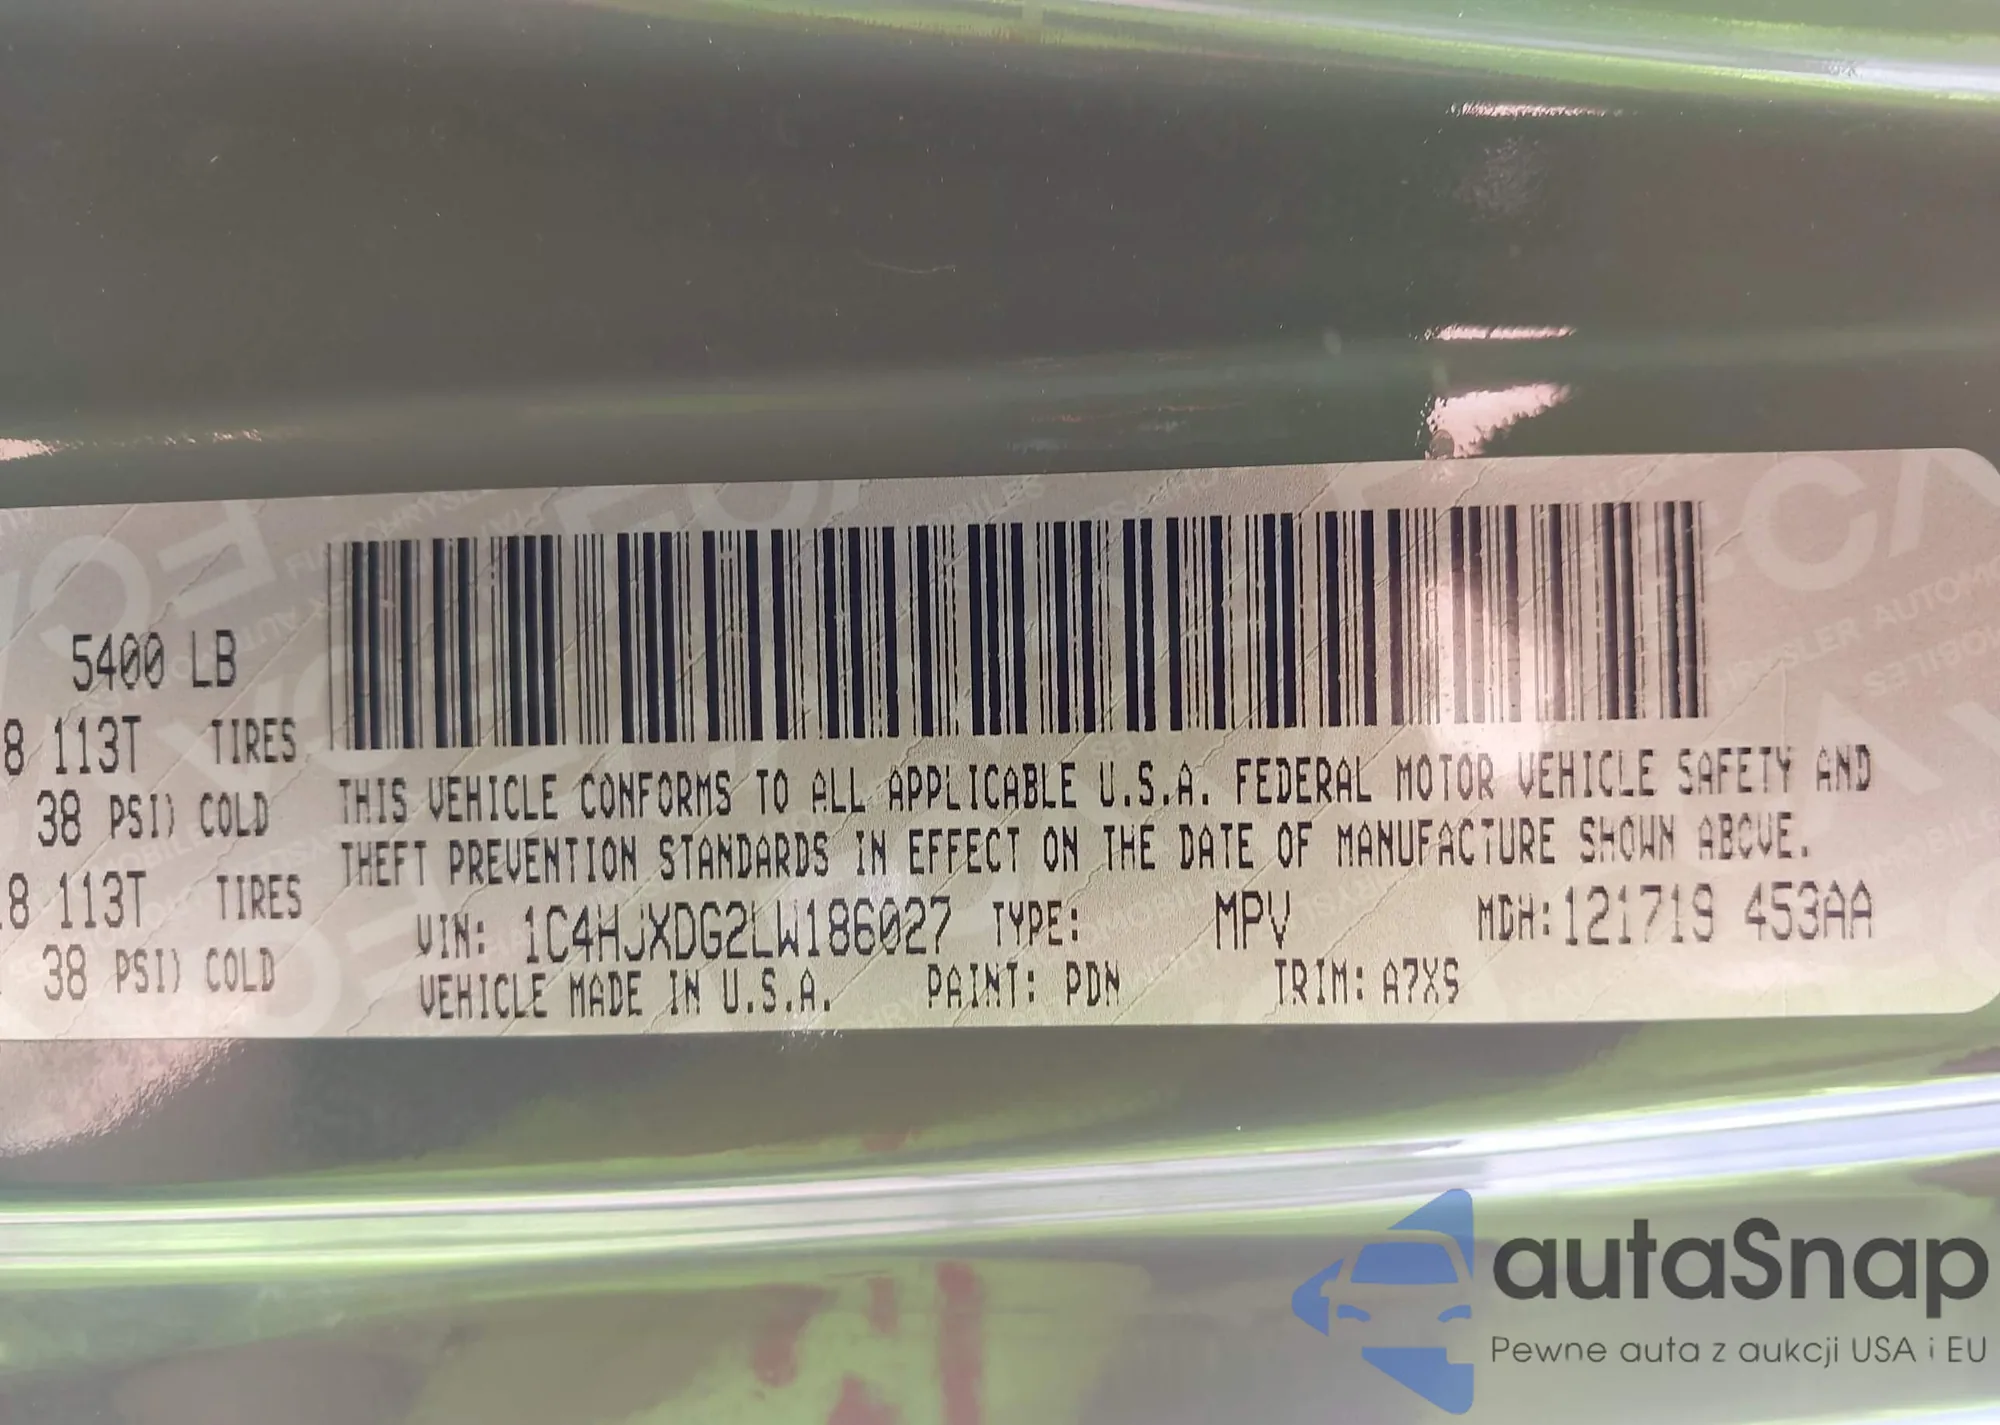 5400 LB
8 113T TIRES
38 PSI) COLD
8 113T TIRES
38 PSI) COLD
THIS VEHICLE CONFORMS TO ALL APPLICABLE U.S.A. FEDERAL MOTOR VEHICLE SAFETY AND
THEFT PREVENTION STANDARDS IN EFFECT ON THE DATE OF MANUFACTURE SHOWN ABOVE.
VIN: 1C4HJXDG2LW186027 TYPE: MPV MDH: 121719 453AA
VEHICLE MADE IN U.S.A. PAINT: PDN TRIM: A7X9
autaSnap
Pewne auta z aukcji USA i EU